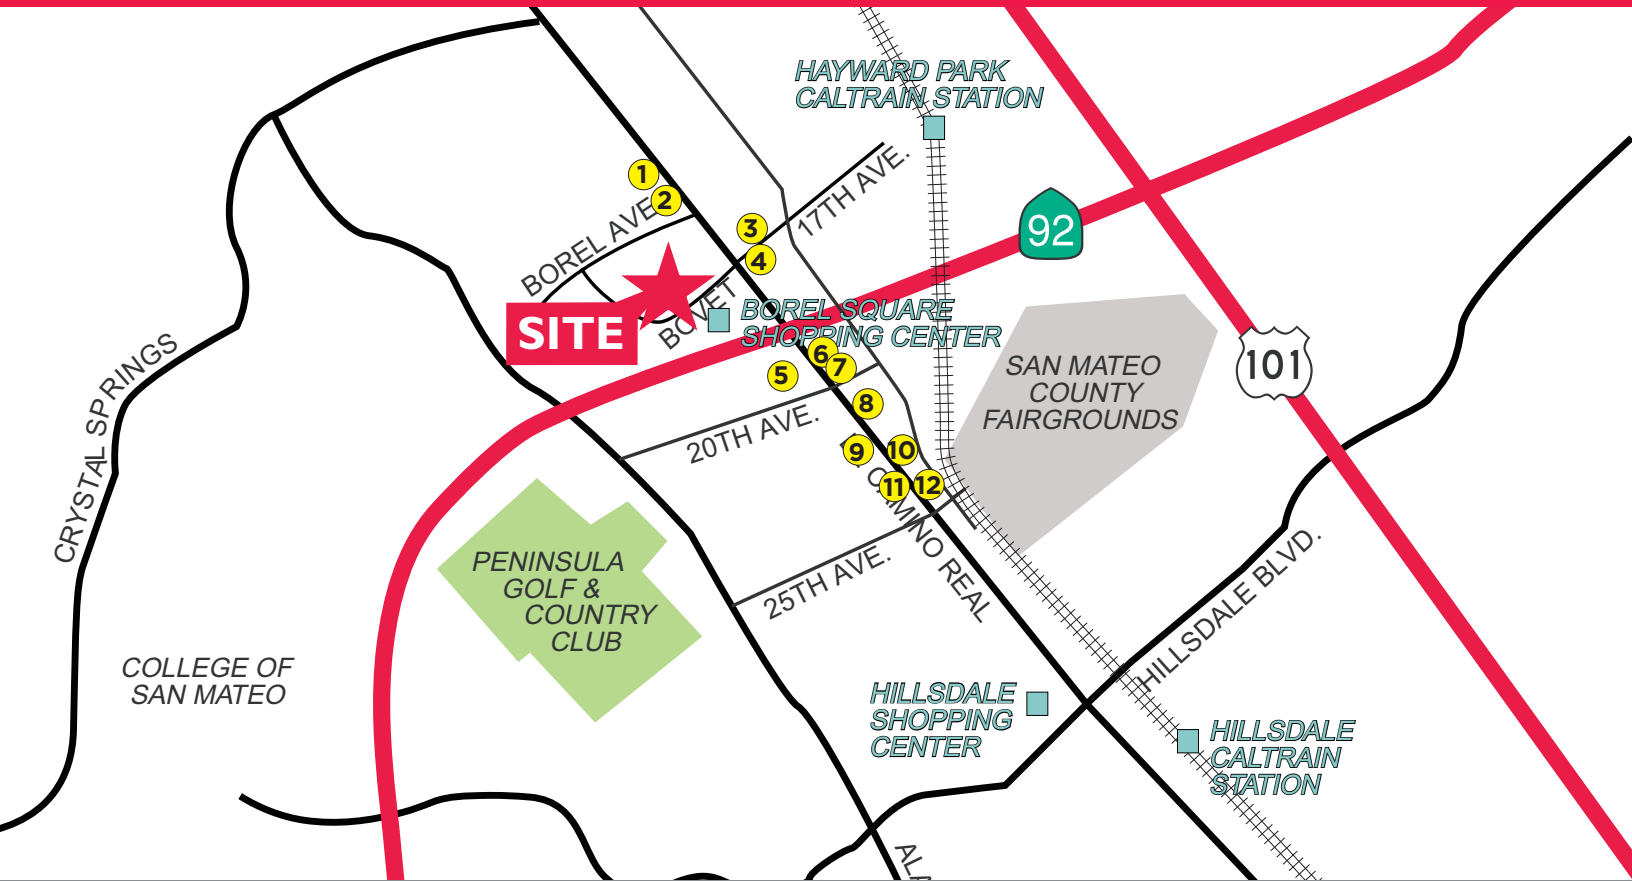 HAYWARD PARK
CALTRAIN STATION
1
2
BOREL AVE
3
4
17TH AVE.
92
SITE
BOVET
BOREL SQUARE
SHOPPING CENTER
5
6
7
8
9
10
11
12
20TH AVE.
25TH AVE.
CAMINO REAL
SAN MATEO
COUNTY
FAIRGROUNDS
101
CRYSTAL SPRINGS
PENINSULA
GOLF &
COUNTRY
CLUB
COLLEGE OF
SAN MATEO
HILLSDALE BLVD.
HILLSDALE
SHOPPING
CENTER
HILLSDALE
CALTRAIN
STATION